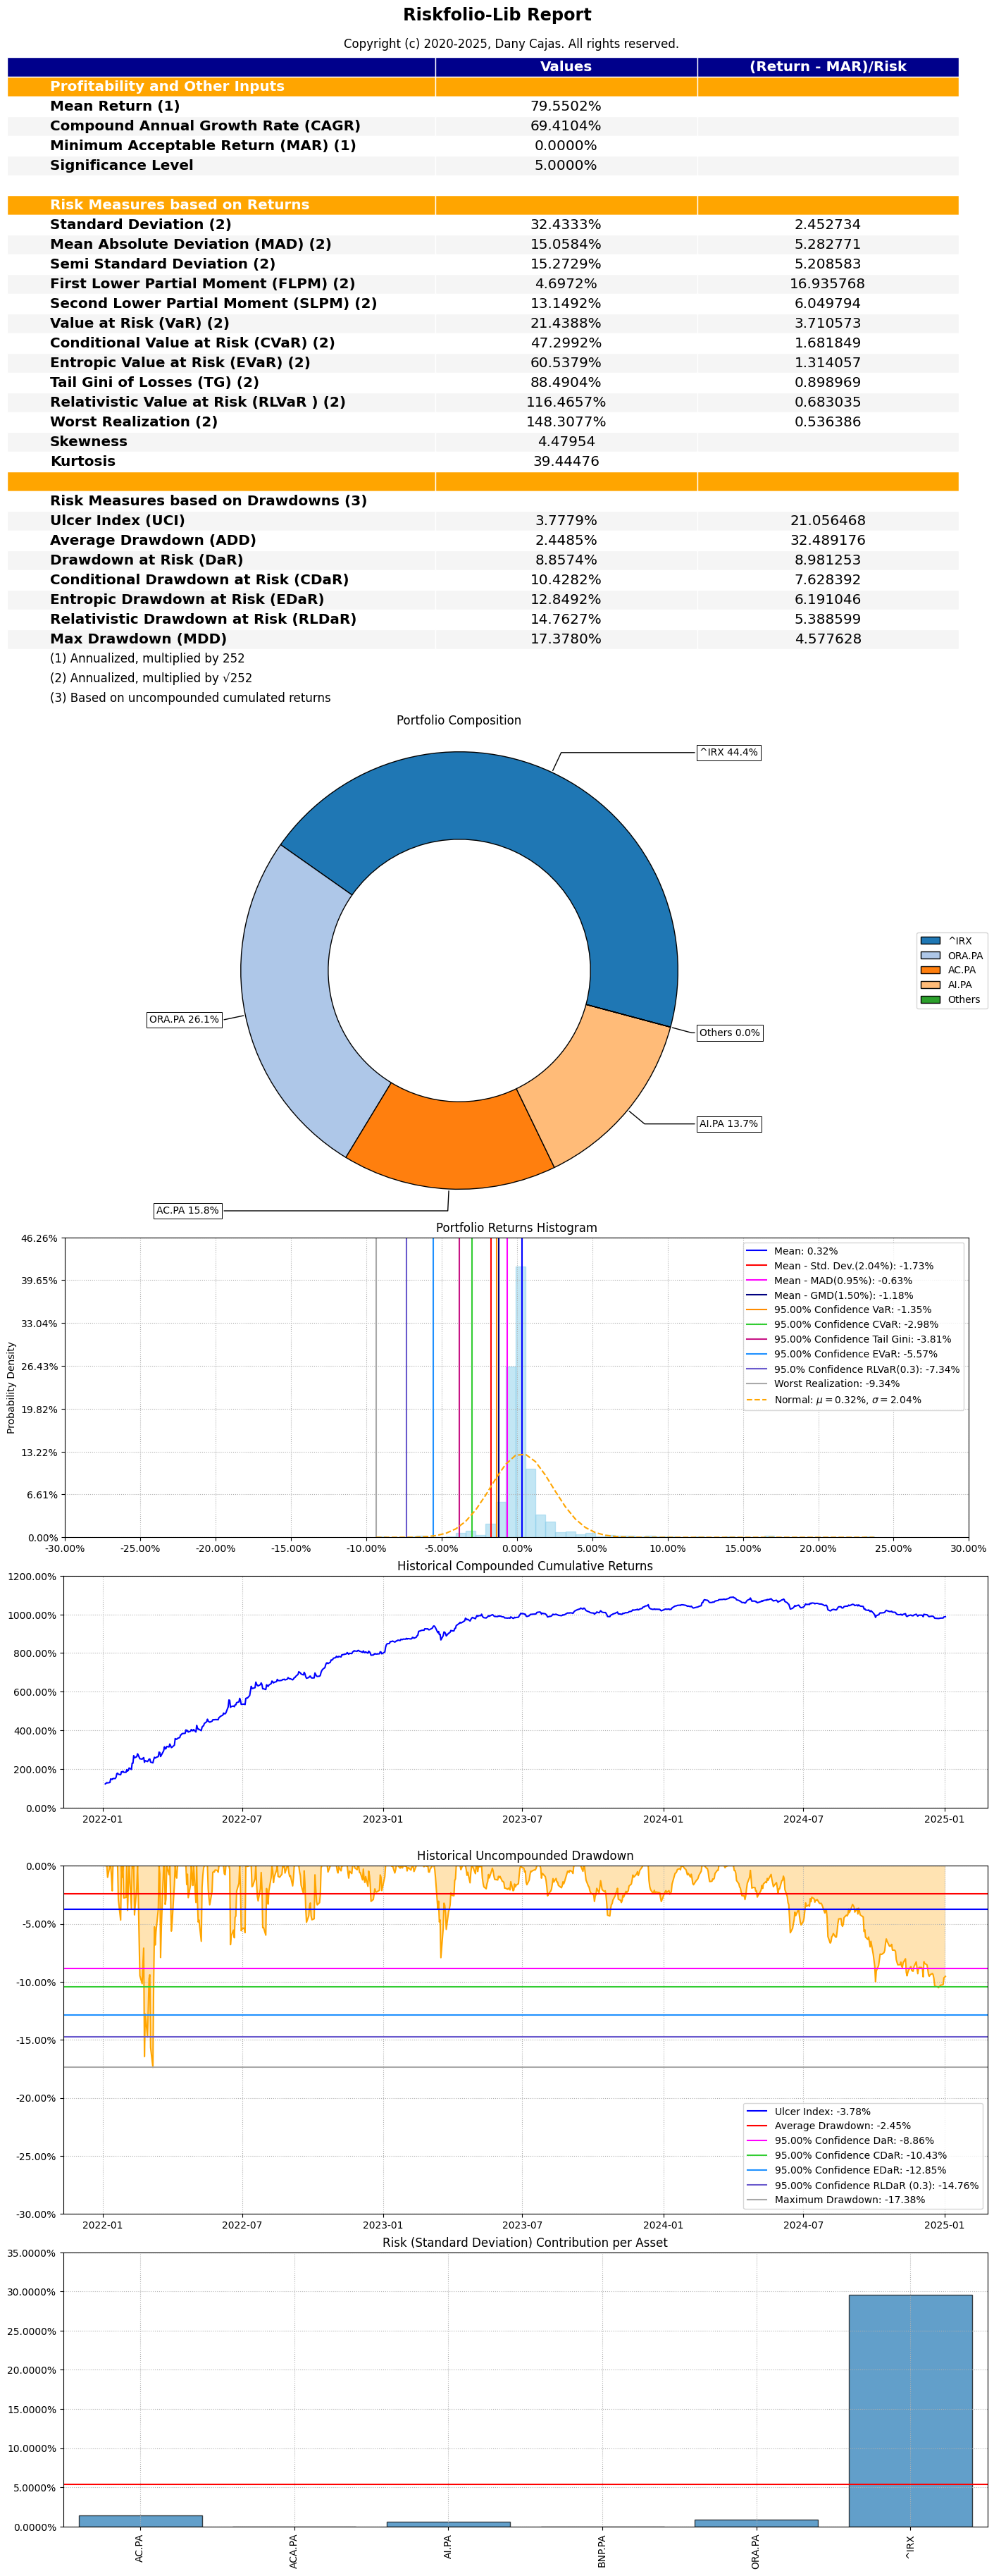 Riskfolio-Lib Report
Copyright (c) 2020-2025, Dany Cajas. All rights reserved.
Values (Return - MAR)/Risk
Profitability and Other Inputs
Mean Return (1) 79.5502%
Compound Annual Growth Rate (CAGR) 69.4104%
Minimum Acceptable Return (MAR) (1) 0.0000%
Significance Level 5.0000%
Risk Measures based on Returns
Standard Deviation (2) 32.4333% 2.452734
Mean Absolute Deviation (MAD) (2) 15.0584% 5.282771
Semi Standard Deviation (2) 15.2729% 5.208583
First Lower Partial Moment (FLPM) (2) 4.6972% 16.935768
Second Lower Partial Moment (SLPM) (2) 13.1492% 6.049794
Value at Risk (VaR) (2) 21.4388% 3.710573
Conditional Value at Risk (CVaR) (2) 47.2992% 1.681849
Entropic Value at Risk (EVaR) (2) 60.5379% 1.314057
Tail Gini of Losses (TG) (2) 88.4904% 0.898969
Relativistic Value at Risk (RLVaR ) (2) 116.4657% 0.683035
Worst Realization (2) 148.3077% 0.536386
Skewness 4.47954
Kurtosis 39.44476
Risk Measures based on Drawdowns (3)
Ulcer Index (UCI) 3.7779% 21.056468
Average Drawdown (ADD) 2.4485% 32.489176
Drawdown at Risk (DaR) 8.8574% 8.981253
Conditional Drawdown at Risk (CDaR) 10.4282% 7.628392
Entropic Drawdown at Risk (EDaR) 12.8492% 6.191046
Relativistic Drawdown at Risk (RLDaR) 14.7627% 5.388599
Max Drawdown (MDD) 17.3780% 4.577628
(1) Annualized, multiplied by 252
(2) Annualized, multiplied by √252
(3) Based on uncompounded cumulated returns
Portfolio Composition
^IRX 44.4%
ORA.PA 26.1%
Others 0.0%
AI.PA 13.7%
AC.PA 15.8%
^IRX
ORA.PA
AC.PA
AI.PA
Others
Portfolio Returns Histogram
Probability Density
46.26%
39.65%
33.04%
26.43%
19.82%
13.22%
6.61%
0.00%
-30.00% -25.00% -20.00% -15.00% -10.00% -5.00% 0.00% 5.00% 10.00% 15.00% 20.00% 25.00% 30.00%
Mean: 0.32%
Mean - Std. Dev.(2.04%): -1.73%
Mean - MAD(0.95%): -0.63%
Mean - GMD(1.50%): -1.18%
95.00% Confidence VaR: -1.35%
95.00% Confidence CVaR: -2.98%
95.00% Confidence Tail Gini: -3.81%
95.00% Confidence EVaR: -5.57%
95.0% Confidence RLVaR(0.3): -7.34%
Worst Realization: -9.34%
Normal: μ = 0.32%, σ = 2.04%
Historical Compounded Cumulative Returns
1200.00%
1000.00%
800.00%
600.00%
400.00%
200.00%
0.00%
2022-01 2022-07 2023-01 2023-07 2024-01 2024-07 2025-01
Historical Uncompounded Drawdown
0.00%
-5.00%
-10.00%
-15.00%
-20.00%
-25.00%
-30.00%
2022-01 2022-07 2023-01 2023-07 2024-01 2024-07 2025-01
Ulcer Index: -3.78%
Average Drawdown: -2.45%
95.00% Confidence DaR: -8.86%
95.00% Confidence CDaR: -10.43%
95.00% Confidence EDaR: -12.85%
95.00% Confidence RLDaR (0.3): -14.76%
Maximum Drawdown: -17.38%
Risk (Standard Deviation) Contribution per Asset
35.0000%
30.0000%
25.0000%
20.0000%
15.0000%
10.0000%
5.0000%
0.0000%
AC.PA ACA.PA AI.PA BNP.PA ORA.PA ^IRX